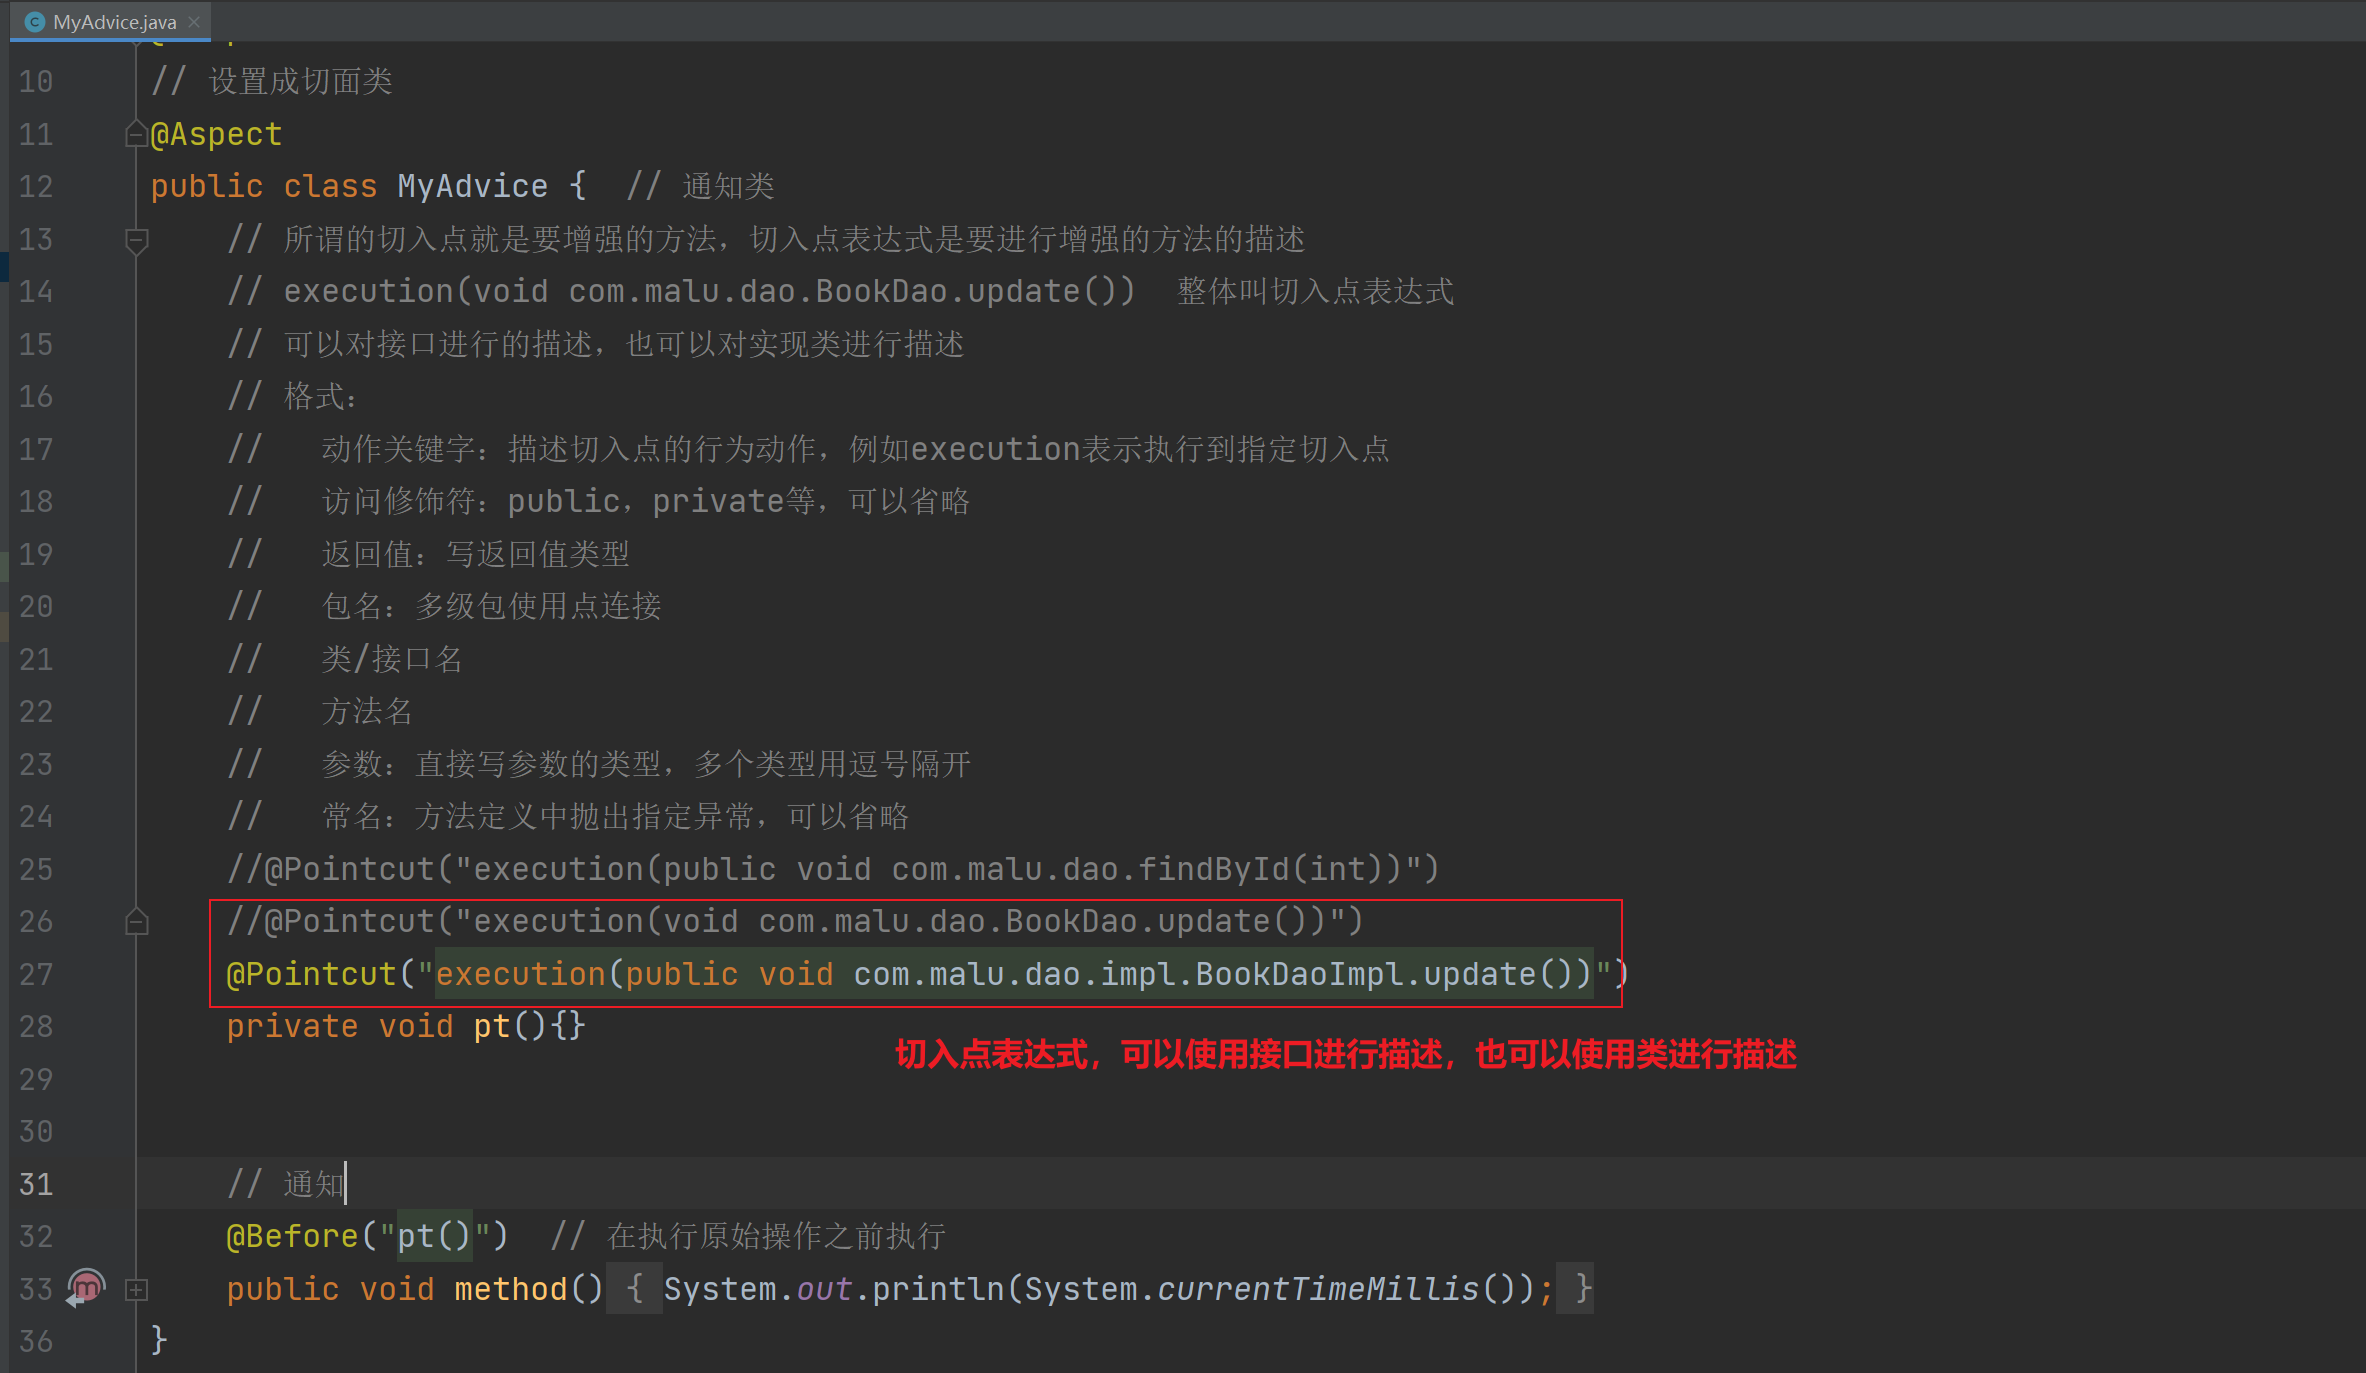 MyAdvice.java
10 // 设置成切面类
11 @Aspect
12 public class MyAdvice {  // 通知类
13 // 所谓的切入点就是要增强的方法，切入点表达式是要进行增强的方法的描述
14 // execution(void com.malu.dao.BookDao.update())  整体叫切入点表达式
15 // 可以对接口进行的描述，也可以对实现类进行描述
16 // 格式：
17 //   动作关键字：描述切入点的行为动作，例如execution表示执行到指定切入点
18 //   访问修饰符：public，private等，可以省略
19 //   返回值：写返回值类型
20 //   包名：多级包使用点连接
21 //   类/接口名
22 //   方法名
23 //   参数：直接写参数的类型，多个类型用逗号隔开
24 //   常名：方法定义中抛出指定异常，可以省略
25 //@Pointcut("execution(public void com.malu.dao.findById(int))")
26 //@Pointcut("execution(void com.malu.dao.BookDao.update())")
27 @Pointcut("execution(public void com.malu.dao.impl.BookDaoImpl.update())")
28 private void pt(){}
切入点表达式，可以使用接口进行描述，也可以使用类进行描述
29
30
31 // 通知
32 @Before("pt()")  // 在执行原始操作之前执行
33 public void method() { System.out.println(System.currentTimeMillis()); }
36 }